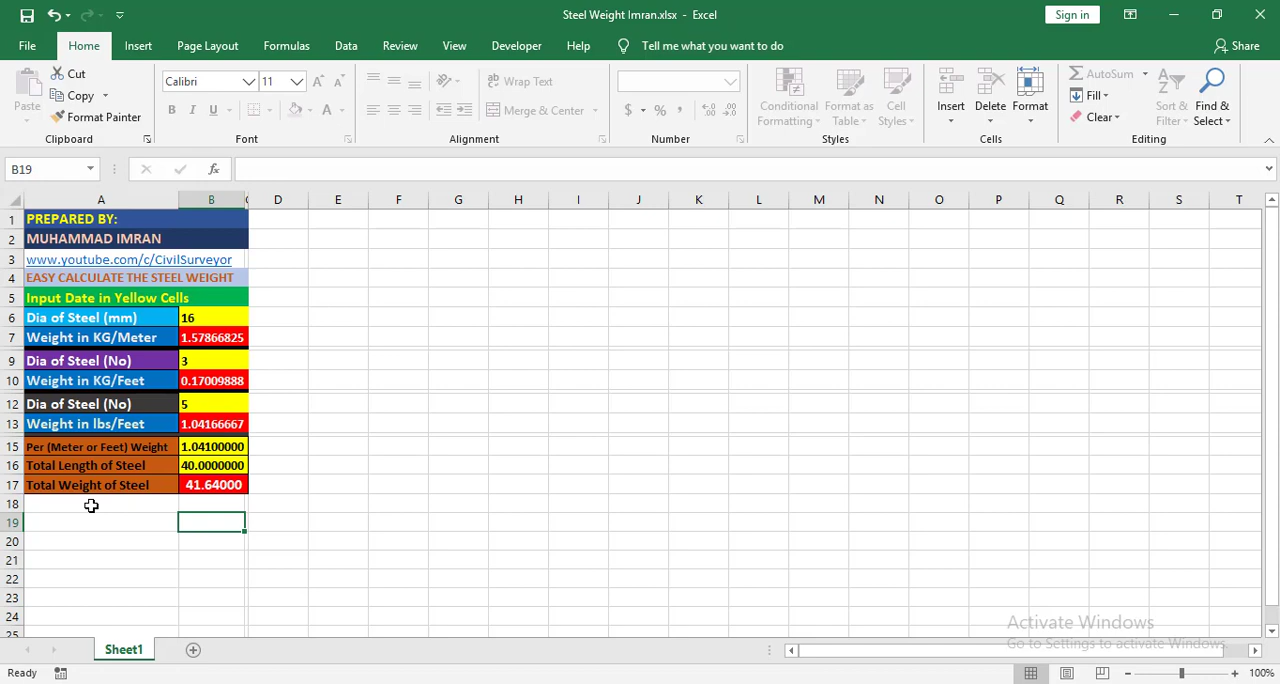 Steel Weight Imran.xlsx - Excel
Sign in
File Home Insert Page Layout Formulas Data Review View Developer Help Tell me what you want to do Share
Paste
Cut
Copy
Format Painter
Clipboard
Calibri 11
B I U
Font
Wrap Text
Merge & Center
Alignment
$ % ,
Number
Conditional Formatting
Format as Table
Cell Styles
Styles
Insert
Delete
Format
Cells
AutoSum
Fill
Clear
Sort & Filter
Find & Select
Editing
B19
fx
A B C D E F G H I J K L M N O P Q R S T
1 PREPARED BY:
2 MUHAMMAD IMRAN
3 www.youtube.com/c/CivilSurveyor
4 EASY CALCULATE THE STEEL WEIGHT
5 Input Date in Yellow Cells
6 Dia of Steel (mm) 16
7 Weight in KG/Meter 1.57866825
9 Dia of Steel (No) 3
10 Weight in KG/Feet 0.17009888
12 Dia of Steel (No) 5
13 Weight in lbs/Feet 1.04166667
15 Per (Meter or Feet) Weight 1.04100000
16 Total Length of Steel 40.0000000
17 Total Weight of Steel 41.64000
18
19
20
21
22
23
24
25
Activate Windows
Go to Settings to activate Windows.
Sheet1
Ready
100%